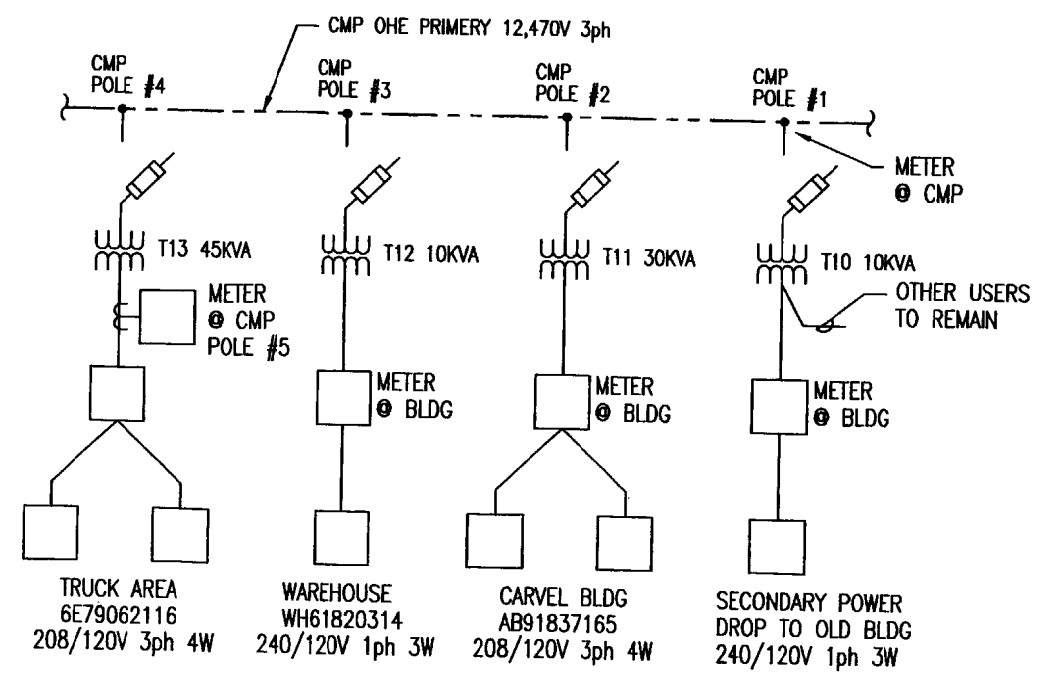 CMP OHE PRIMERY 12,470V 3ph
CMP
POLE #4
CMP
POLE #3
CMP
POLE #2
CMP
POLE #1
METER
@ CMP
T13 45KVA
T12 10KVA
T11 30KVA
T10 10KVA
METER
@ CMP
POLE #5
OTHER USERS
TO REMAIN
METER
@ BLDG
METER
@ BLDG
METER
@ BLDG
TRUCK AREA
6E79062116
208/120V 3ph 4W
WAREHOUSE
WH61820314
240/120V 1ph 3W
CARVEL BLDG
AB91837165
208/120V 3ph 4W
SECONDARY POWER
DROP TO OLD BLDG
240/120V 1ph 3W